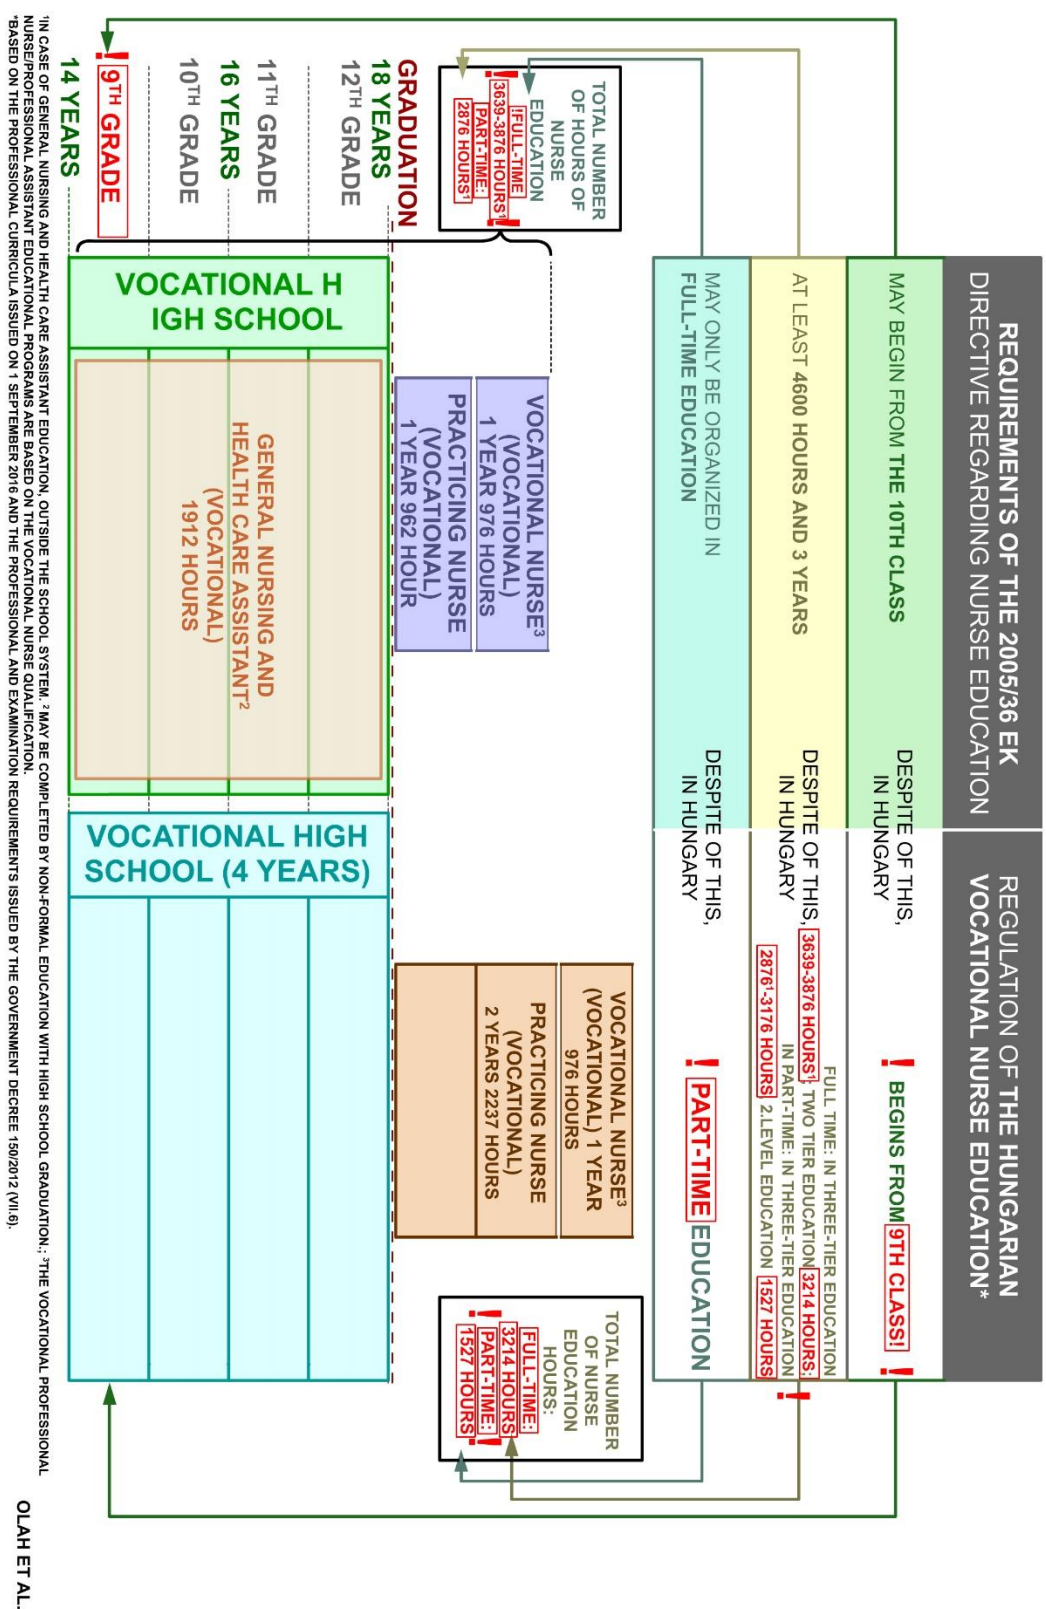 REQUIREMENTS OF THE 2005/36 EK
DIRECTIVE REGARDING NURSE EDUCATION
REGULATION OF THE HUNGARIAN
VOCATIONAL NURSE EDUCATION*
MAY BEGIN FROM THE 10TH CLASS
DESPITE OF THIS,
IN HUNGARY
! BEGINS FROM 9TH CLASS! !
AT LEAST 4600 HOURS AND 3 YEARS
DESPITE OF THIS,
IN HUNGARY
FULL TIME: IN THREE-TIER EDUCATION
3639-3876 HOURS¹; TWO TIER EDUCATION 3214 HOURS;
IN PART-TIME: IN THREE-TIER EDUCATION
2876¹-3176 HOURS 2.LEVEL EDUCATION 1527 HOURS
!
MAY ONLY BE ORGANIZED IN
FULL-TIME EDUCATION
DESPITE OF THIS,
IN HUNGARY
! PART-TIME EDUCATION
TOTAL NUMBER
OF HOURS OF
NURSE
EDUCATION
!FULL-TIME
! 3639-3876 HOURS¹ !
PART-TIME:
2876 HOURS¹
VOCATIONAL NURSE³
(VOCATIONAL)
1 YEAR 976 HOURS
PRACTICING NURSE
(VOCATIONAL)
1 YEAR 962 HOUR
VOCATIONAL NURSE³
(VOCATIONAL) 1 YEAR
976 HOURS
PRACTICING NURSE
(VOCATIONAL)
2 YEARS 2237 HOURS
TOTAL NUMBER
OF NURSE
EDUCATION
HOURS:
FULL-TIME:
3214 HOURS
! PART-TIME: !
1527 HOURS
GRADUATION
18 YEARS
12TH GRADE
11TH GRADE
16 YEARS
10TH GRADE
! 9TH GRADE
14 YEARS
VOCATIONAL H
IGH SCHOOL
GENERAL NURSING AND
HEALTH CARE ASSISTANT²
(VOCATIONAL)
1912 HOURS
VOCATIONAL HIGH
SCHOOL (4 YEARS)
¹IN CASE OF GENERAL NURSING AND HEALTH CARE ASSISTANT EDUCATION, OUTSIDE THE SCHOOL SYSTEM. ² MAY BE COMPLETED BY NON-FORMAL EDUCATION WITH HIGH SCHOOL GRADUATION.; ³THE VOCATIONAL PROFESSIONAL
NURSE/PROFESSIONAL ASSISTANT EDUCATIONAL PROGRAMS ARE BASED ON THE VOCATIONAL NURSE QUALIFICATION.
*BASED ON THE PROFESSIONAL CURRICULA ISSUED ON 1 SEPTEMBER 2016 AND THE PROFESSIONAL AND EXAMINATION REQUIREMENTS ISSUED BY THE GOVERNMENT DECREE 150/2012 (VII.6).
OLAH ET AL.